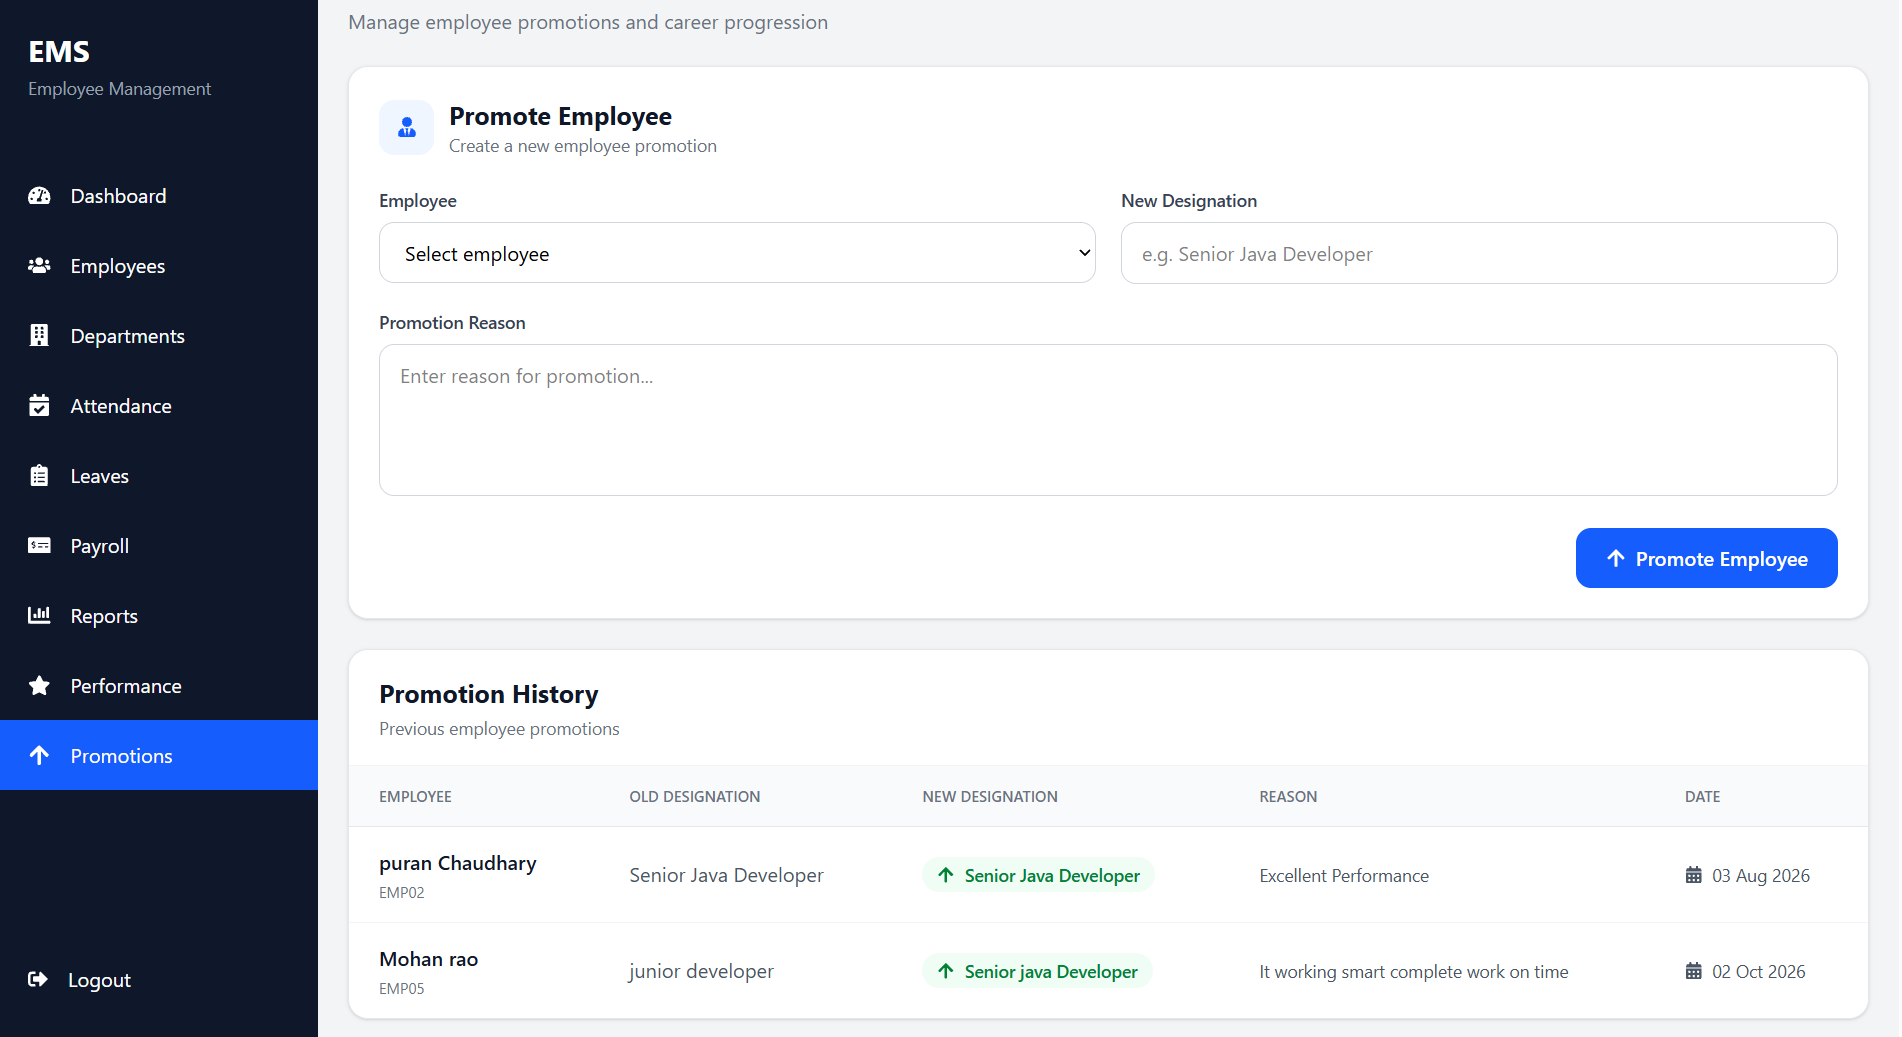 EMS
Employee Management
Dashboard
Employees
Departments
Attendance
Leaves
Payroll
Reports
Performance
Promotions
Logout
Manage employee promotions and career progression
Promote Employee
Create a new employee promotion
Employee
New Designation
Select employee
e.g. Senior Java Developer
Promotion Reason
Enter reason for promotion...
Promote Employee
Promotion History
Previous employee promotions
EMPLOYEE OLD DESIGNATION NEW DESIGNATION REASON DATE
puran Chaudhary
EMP02
Senior Java Developer Senior Java Developer Excellent Performance 03 Aug 2026
Mohan rao
EMP05
junior developer Senior java Developer It working smart complete work on time 02 Oct 2026